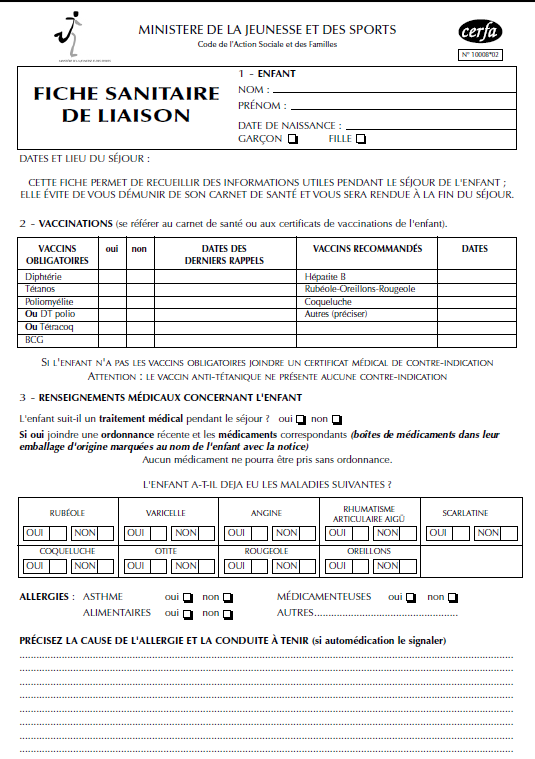 MINISTERE DE LA JEUNESSE ET DES SPORTS
Code de l'Action Sociale et des Familles
cerfa
N° 10008*02
FICHE SANITAIRE
DE LIAISON
1 - ENFANT
NOM :
PRÉNOM :
DATE DE NAISSANCE :
GARÇON FILLE
DATES ET LIEU DU SÉJOUR :
CETTE FICHE PERMET DE RECUEILLIR DES INFORMATIONS UTILES PENDANT LE SÉJOUR DE L'ENFANT ;
ELLE ÉVITE DE VOUS DÉMUNIR DE SON CARNET DE SANTÉ ET VOUS SERA RENDUE À LA FIN DU SÉJOUR.
2 - VACCINATIONS (se référer au carnet de santé ou aux certificats de vaccinations de l'enfant).
VACCINS OBLIGATOIRES oui non DATES DES DERNIERS RAPPELS VACCINS RECOMMANDÉS DATES
Diphtérie Hépatite B
Tétanos Rubéole-Oreillons-Rougeole
Poliomyélite Coqueluche
Ou DT polio Autres (préciser)
Ou Tétracoq
BCG
SI L'ENFANT N'A PAS LES VACCINS OBLIGATOIRES JOINDRE UN CERTIFICAT MÉDICAL DE CONTRE-INDICATION
ATTENTION : LE VACCIN ANTI-TÉTANIQUE NE PRÉSENTE AUCUNE CONTRE-INDICATION
3 - RENSEIGNEMENTS MÉDICAUX CONCERNANT L'ENFANT
L'enfant suit-il un traitement médical pendant le séjour ? oui non
Si oui joindre une ordonnance récente et les médicaments correspondants (boîtes de médicaments dans leur
emballage d'origine marquées au nom de l'enfant avec la notice)
Aucun médicament ne pourra être pris sans ordonnance.
L'ENFANT A-T-IL DEJA EU LES MALADIES SUIVANTES ?
RUBÉOLE VARICELLE ANGINE RHUMATISME ARTICULAIRE AIGÛ SCARLATINE
OUI NON OUI NON OUI NON OUI NON OUI NON
COQUELUCHE OTITE ROUGEOLE OREILLONS
OUI NON OUI NON OUI NON OUI NON
ALLERGIES : ASTHME oui non MÉDICAMENTEUSES oui non
ALIMENTAIRES oui non AUTRES..................................................
PRÉCISEZ LA CAUSE DE L'ALLERGIE ET LA CONDUITE À TENIR (si automédication le signaler)